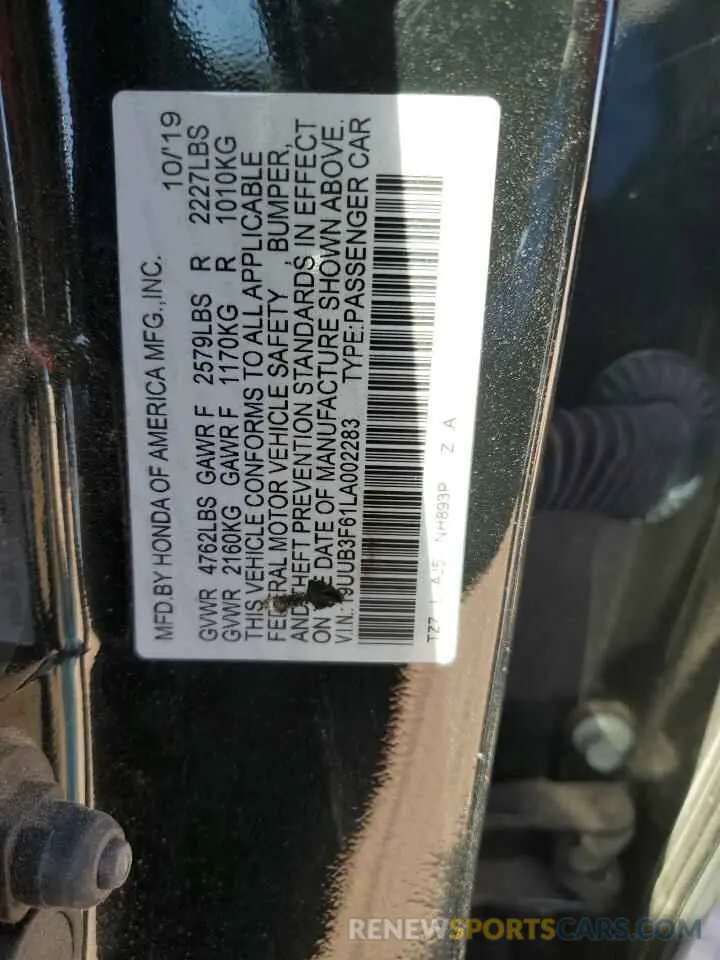 MFD.BY HONDA OF AMERICA MFG.,INC. 10/'19
GVWR 4762LBS GAWR F 2579LBS R 2227LBS
GVWR 2160KG GAWR F 1170KG R 1010KG
THIS VEHICLE CONFORMS TO ALL APPLICABLE
FEDERAL MOTOR VEHICLE SAFETY, BUMPER,
AND THEFT PREVENTION STANDARDS IN EFFECT
ON THE DATE OF MANUFACTURE SHOWN ABOVE.
V.I.N.:19UUB3F61LA002283 TYPE:PASSENGER CAR
TZ7 L AJ5 NH893P Z A
RENEWSPORTSCARS.COM